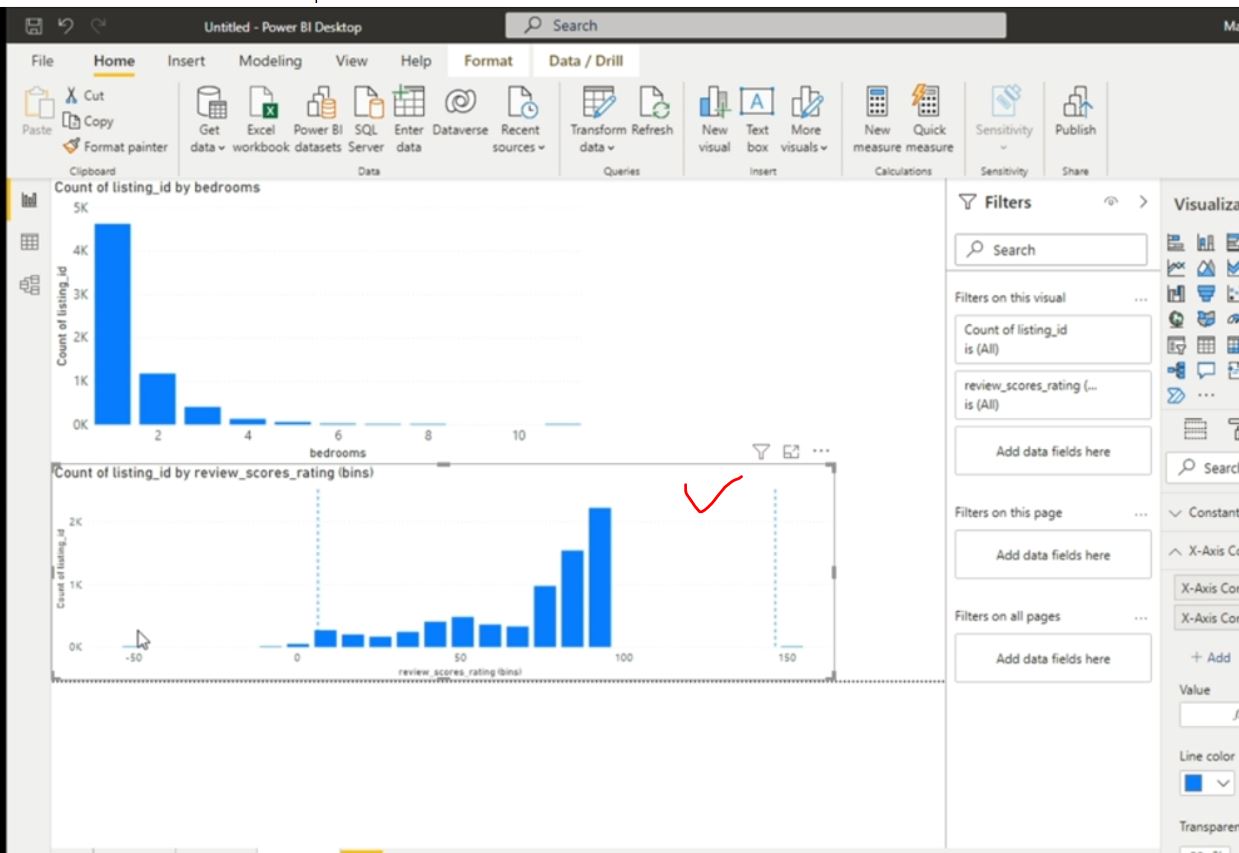 Untitled - Power BI Desktop
Search
File Home Insert Modeling View Help Format Data / Drill
Paste
Cut
Copy
Format painter
Clipboard
Get data
Excel workbook
Power BI datasets
SQL Server
Enter data
Dataverse
Recent sources
Data
Transform data
Refresh
Queries
New visual
Text box
More visuals
Insert
New measure
Quick measure
Calculations
Sensitivity
Sensitivity
Publish
Share
Count of listing_id by bedrooms
5K
4K
3K
2K
1K
0K
Count of listing_id
2 4 6 8 10
bedrooms
Count of listing_id by review_scores_rating (bins)
2K
1K
0K
Count of listing_id
-50 0 50 100 150
review_scores_rating (bins)
Filters
Search
Filters on this visual ...
Count of listing_id
is (All)
review_scores_rating (...
is (All)
Add data fields here
Filters on this page ...
Add data fields here
Filters on all pages ...
Add data fields here
Visualiza
Search
Constant
X-Axis Co
X-Axis Con
X-Axis Con
+ Add
Value
Line color
Transparen